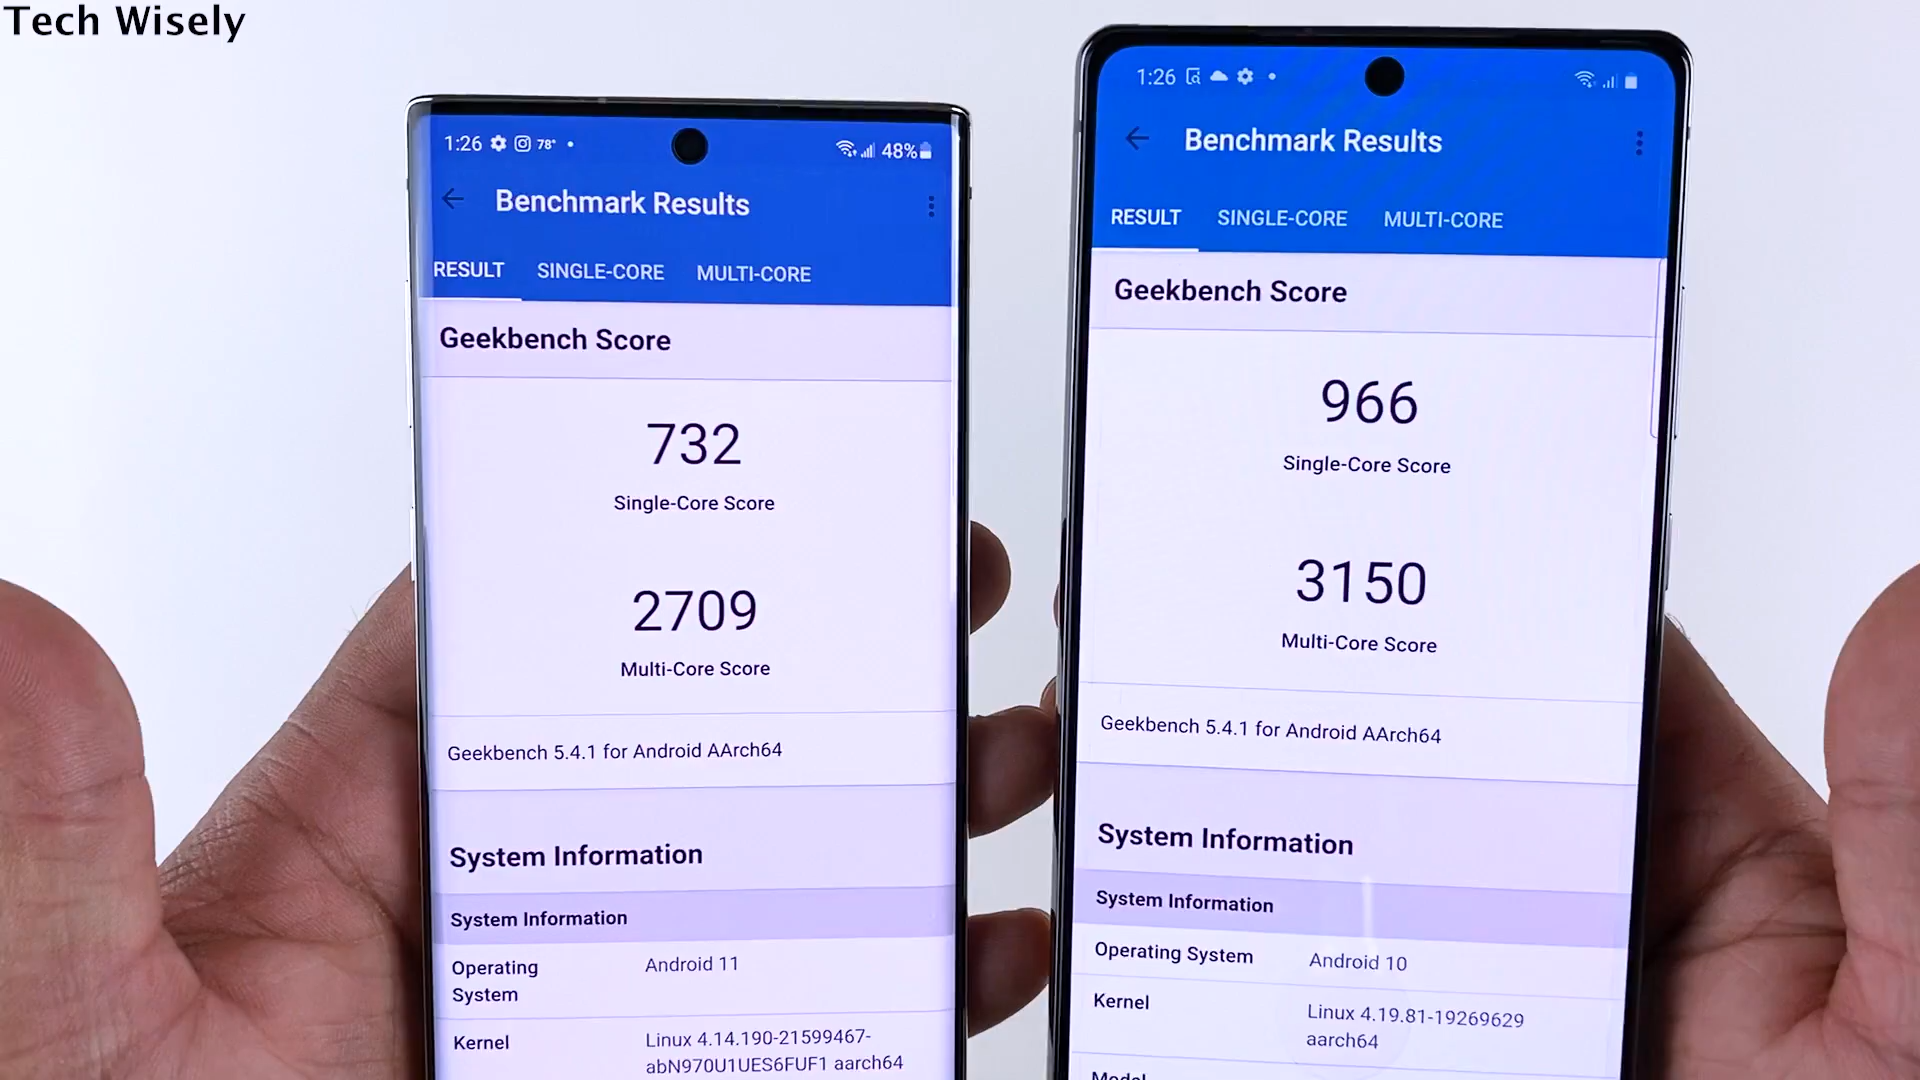 Tech Wisely
1:26 78° 48%
Benchmark Results
RESULT SINGLE-CORE MULTI-CORE
Geekbench Score
732
Single-Core Score
2709
Multi-Core Score
Geekbench 5.4.1 for Android AArch64
System Information
System Information
Operating System Android 11
Kernel Linux 4.14.190-21599467-
abN970U1UES6FUF1 aarch64
1:26
Benchmark Results
RESULT SINGLE-CORE MULTI-CORE
Geekbench Score
966
Single-Core Score
3150
Multi-Core Score
Geekbench 5.4.1 for Android AArch64
System Information
System Information
Operating System Android 10
Kernel Linux 4.19.81-19269629
aarch64
Model